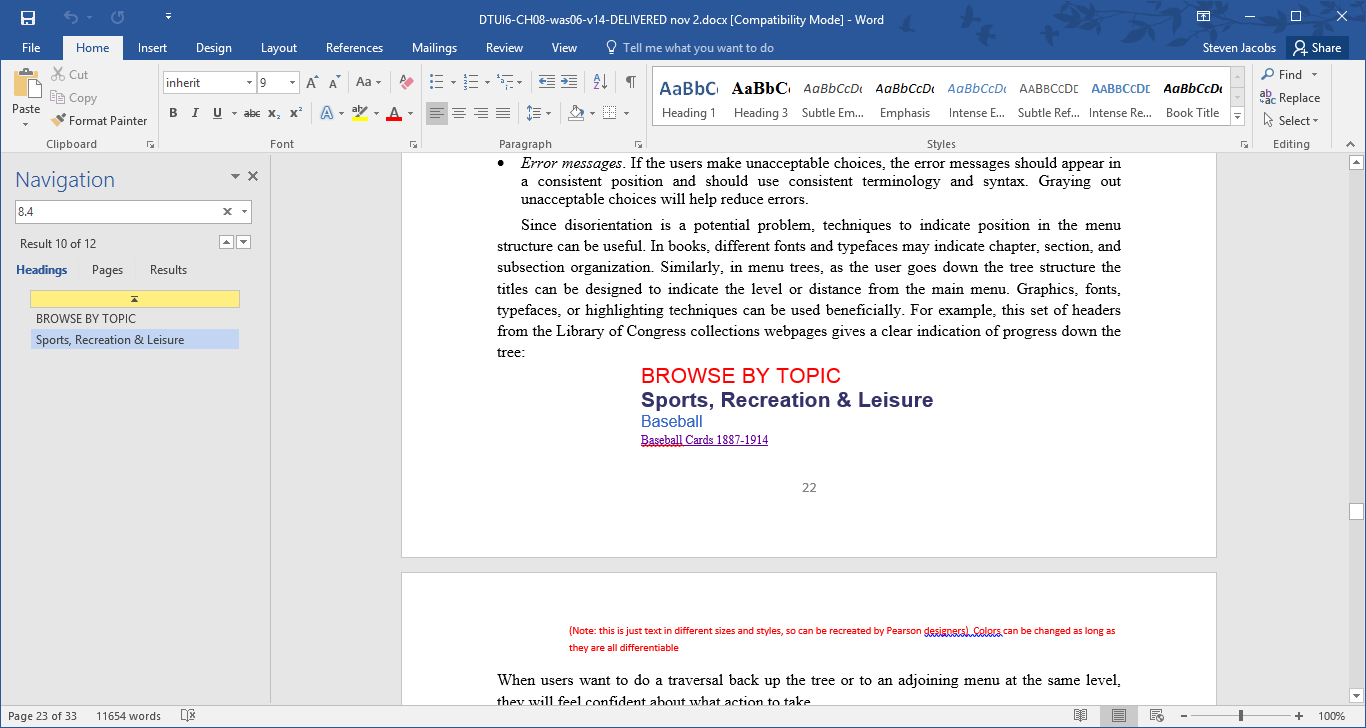 DTUI6-CH08-was06-v14-DELIVERED nov 2.docx [Compatibility Mode] - Word
File Home Insert Design Layout References Mailings Review View Tell me what you want to do Steven Jacobs Share
Paste
Cut
Copy
Format Painter
Clipboard
inherit 9
Aa
B I U abc x₂ x²
A ab A
Font
Paragraph
AaBbC AaBbC AaBbCcDc AaBbCcDc AaBbCcDc AABBCCDE AABBCCDE AaBbCcDc
Heading 1 Heading 3 Subtle Em... Emphasis Intense E... Subtle Ref... Intense Re... Book Title
Styles
Find
Replace
Select
Editing
Navigation
8.4
Result 10 of 12
Headings Pages Results
BROWSE BY TOPIC
Sports, Recreation & Leisure
• Error messages. If the users make unacceptable choices, the error messages should appear in
a consistent position and should use consistent terminology and syntax. Graying out
unacceptable choices will help reduce errors.
Since disorientation is a potential problem, techniques to indicate position in the menu
structure can be useful. In books, different fonts and typefaces may indicate chapter, section, and
subsection organization. Similarly, in menu trees, as the user goes down the tree structure the
titles can be designed to indicate the level or distance from the main menu. Graphics, fonts,
typefaces, or highlighting techniques can be used beneficially. For example, this set of headers
from the Library of Congress collections webpages gives a clear indication of progress down the
tree:
BROWSE BY TOPIC
Sports, Recreation & Leisure
Baseball
Baseball Cards 1887-1914
22
(Note: this is just text in different sizes and styles, so can be recreated by Pearson designers). Colors can be changed as long as
they are all differentiable
When users want to do a traversal back up the tree or to an adjoining menu at the same level,
they will feel confident about what action to take.
Page 23 of 33 11654 words 100%